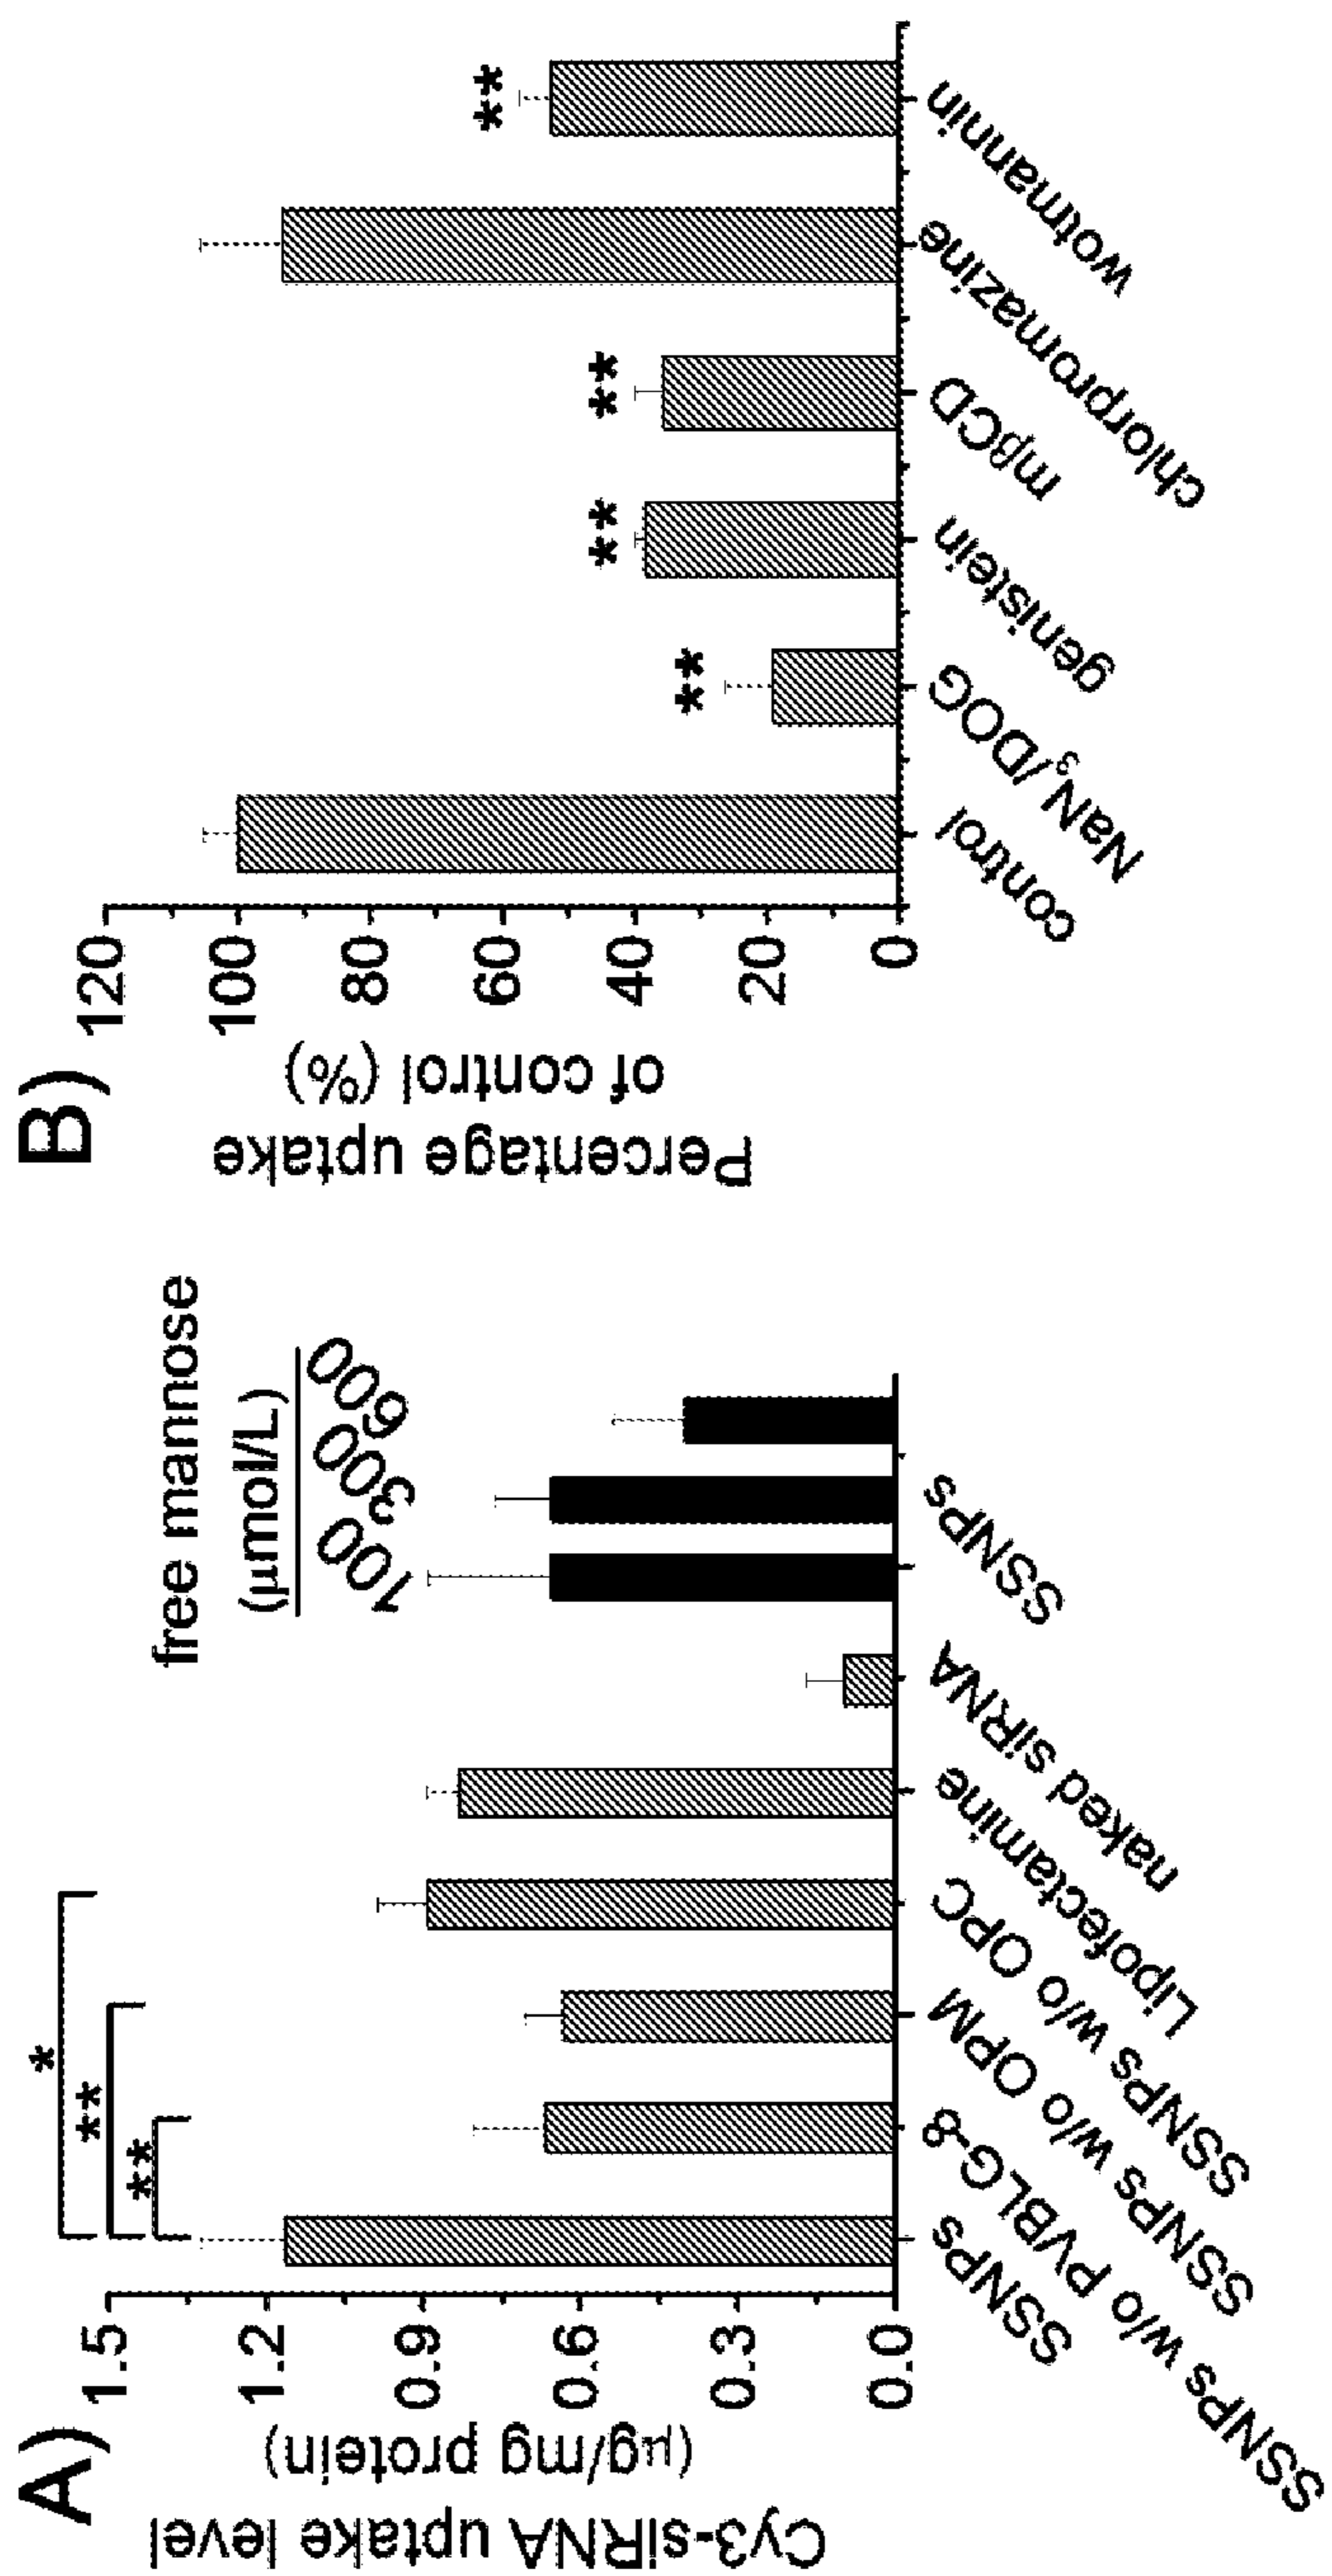 A)
Cy3-siRNA uptake level
(μg/mg protein)
1.5
1.2
0.9
0.6
0.3
0.0
*
**
**
free mannose
(μmol/L)
100 300 600
SSNPs
SSNPs w/o PVBLG-8
SSNPs w/o OPM
SSNPs w/o OPC
Lipofectamine
naked siRNA
SSNPs
B)
Percentage uptake
of control (%)
120
100
80
60
40
20
0
**
**
**
**
control
NaN₃/DOG
genistein
mβCD
chlorpromazine
wotmannin